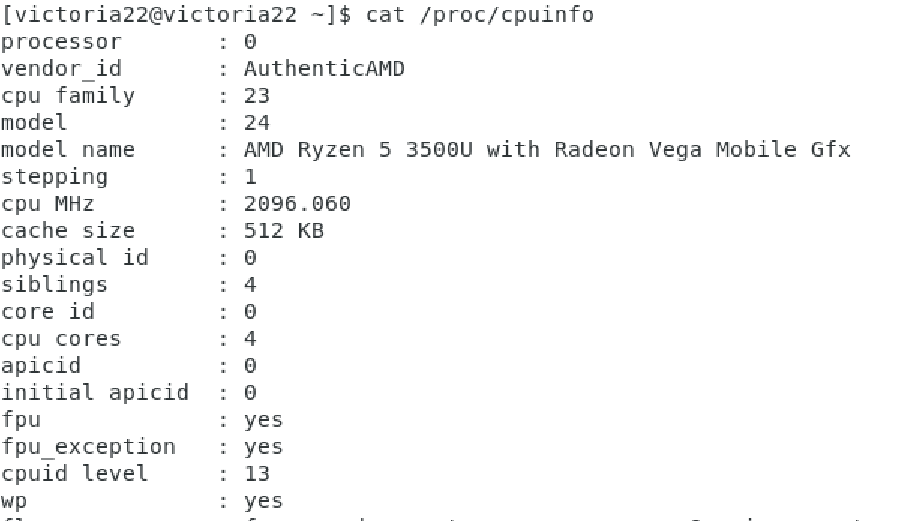 [victoria22@victoria22 ~]$ cat /proc/cpuinfo
processor : 0
vendor_id : AuthenticAMD
cpu family : 23
model : 24
model name : AMD Ryzen 5 3500U with Radeon Vega Mobile Gfx
stepping : 1
cpu MHz : 2096.060
cache size : 512 KB
physical id : 0
siblings : 4
core id : 0
cpu cores : 4
apicid : 0
initial apicid : 0
fpu : yes
fpu_exception : yes
cpuid level : 13
wp : yes